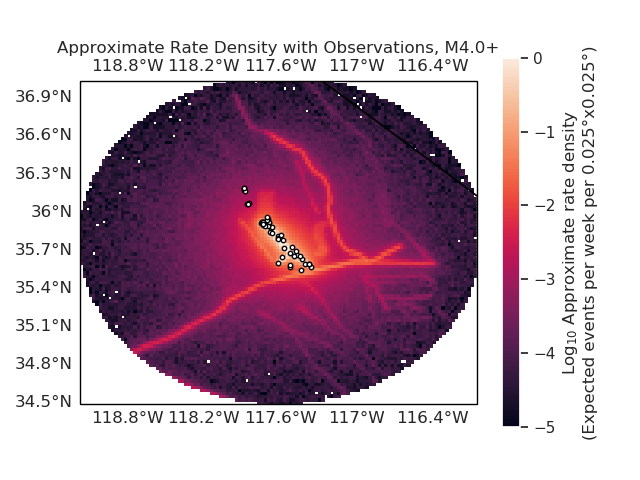 Approximate Rate Density with Observations, M4.0+
118.8°W 118.2°W 117.6°W 117°W 116.4°W
36.9°N
36.6°N
36.3°N
36°N
35.7°N
35.4°N
35.1°N
34.8°N
34.5°N
118.8°W 118.2°W 117.6°W 117°W 116.4°W
0
−1
−2
−3
−4
−5
Log₁₀ Approximate rate density
(Expected events per week per 0.025°x0.025°)